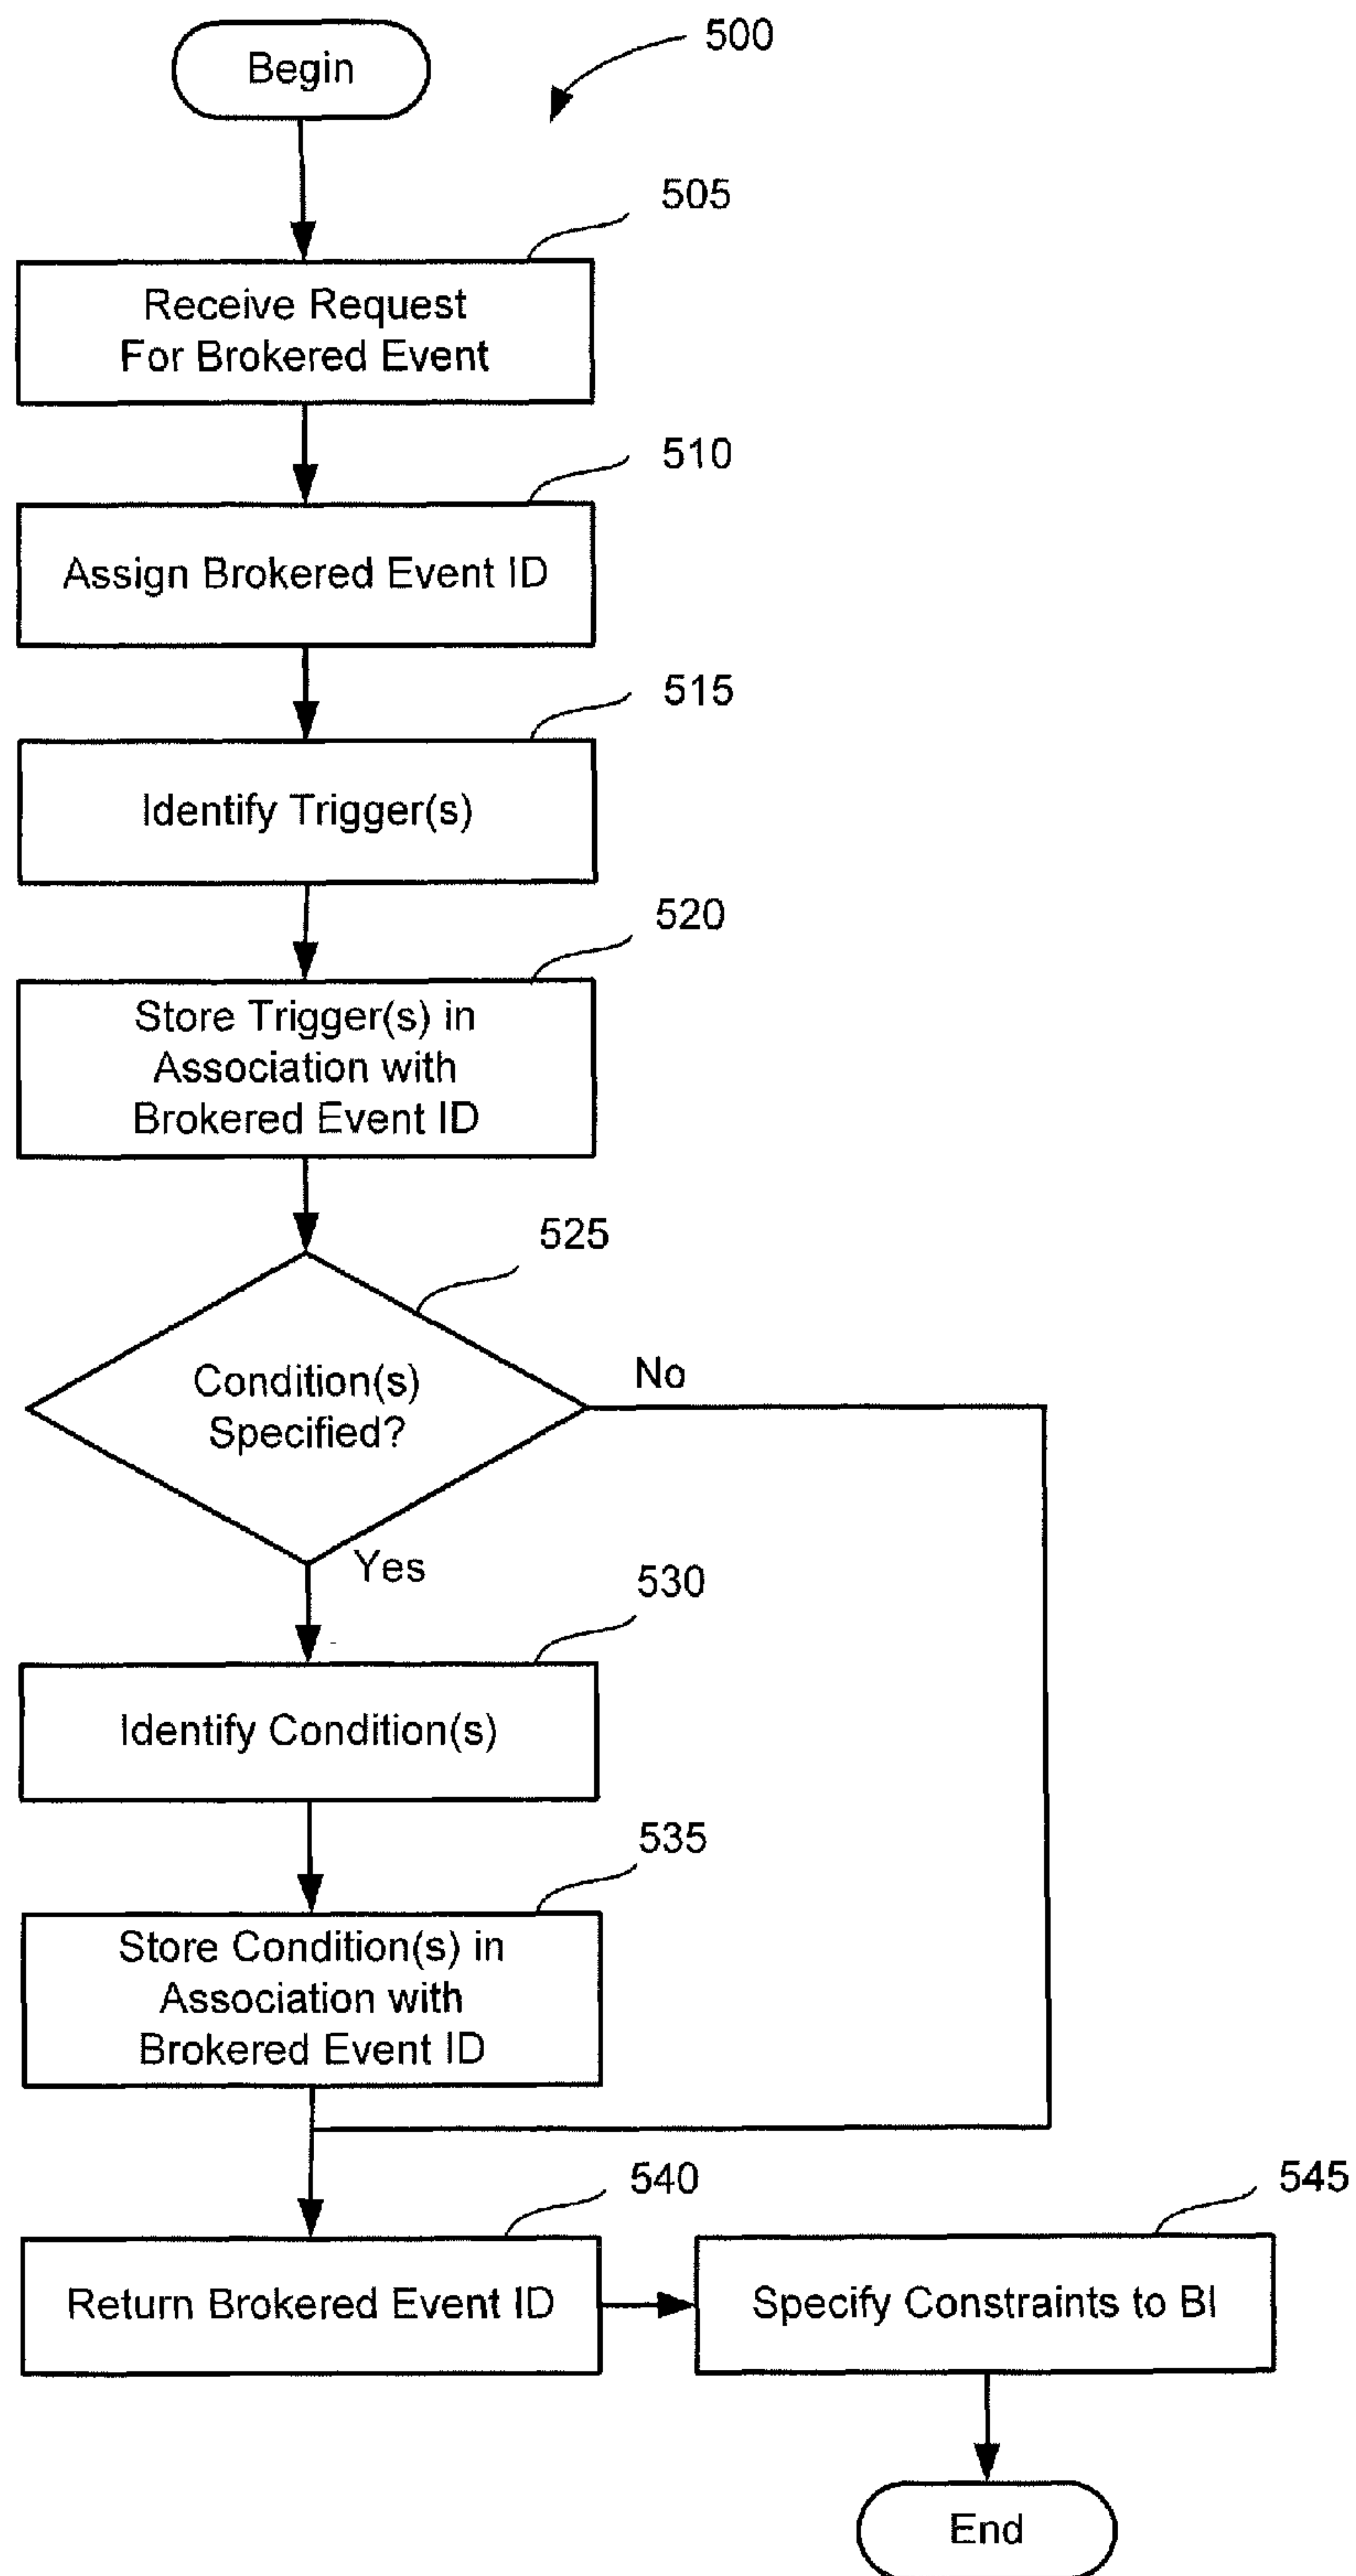 Begin
500
505
Receive Request
For Brokered Event
510
Assign Brokered Event ID
515
Identify Trigger(s)
520
Store Trigger(s) in
Association with
Brokered Event ID
525
Condition(s)
Specified?
No
Yes
530
Identify Condition(s)
535
Store Condition(s) in
Association with
Brokered Event ID
540
Return Brokered Event ID
545
Specify Constraints to BI
End